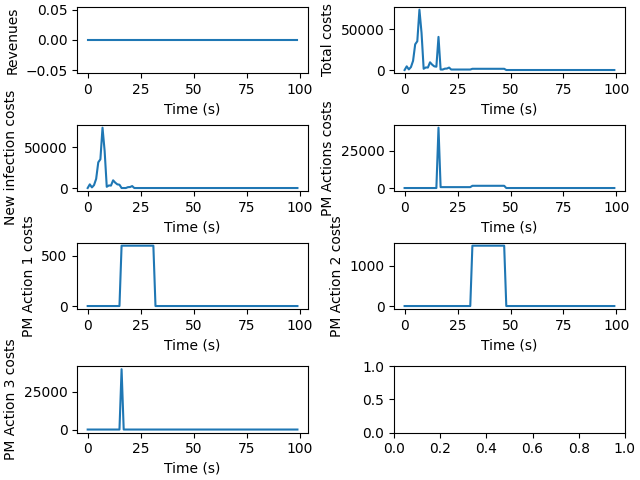 Revenues
0.05
0.00
−0.05
0 25 50 75 100
Time (s)
Total costs
50000
0
0 25 50 75 100
Time (s)
New infection costs
50000
0
0 25 50 75 100
Time (s)
PM Actions costs
25000
0
0 25 50 75 100
Time (s)
PM Action 1 costs
500
0
0 25 50 75 100
Time (s)
PM Action 2 costs
1000
0
0 25 50 75 100
Time (s)
PM Action 3 costs
25000
0
0 25 50 75 100
Time (s)
1.0
0.5
0.0
0.0 0.2 0.4 0.6 0.8 1.0